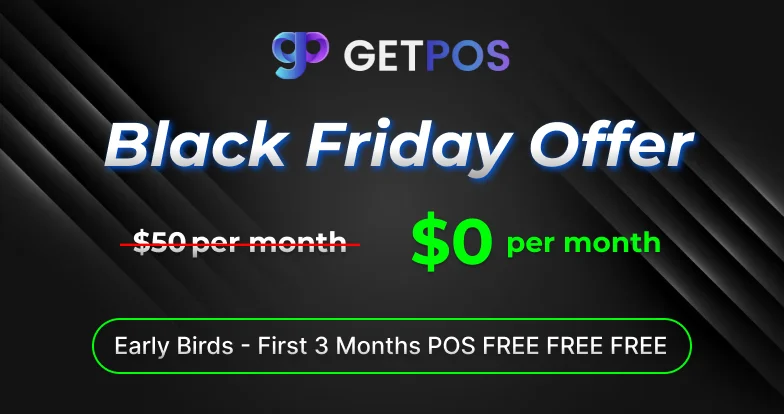 gp GETPOS
Black Friday Offer
$50 per month $0 per month
Early Birds - First 3 Months POS FREE FREE FREE